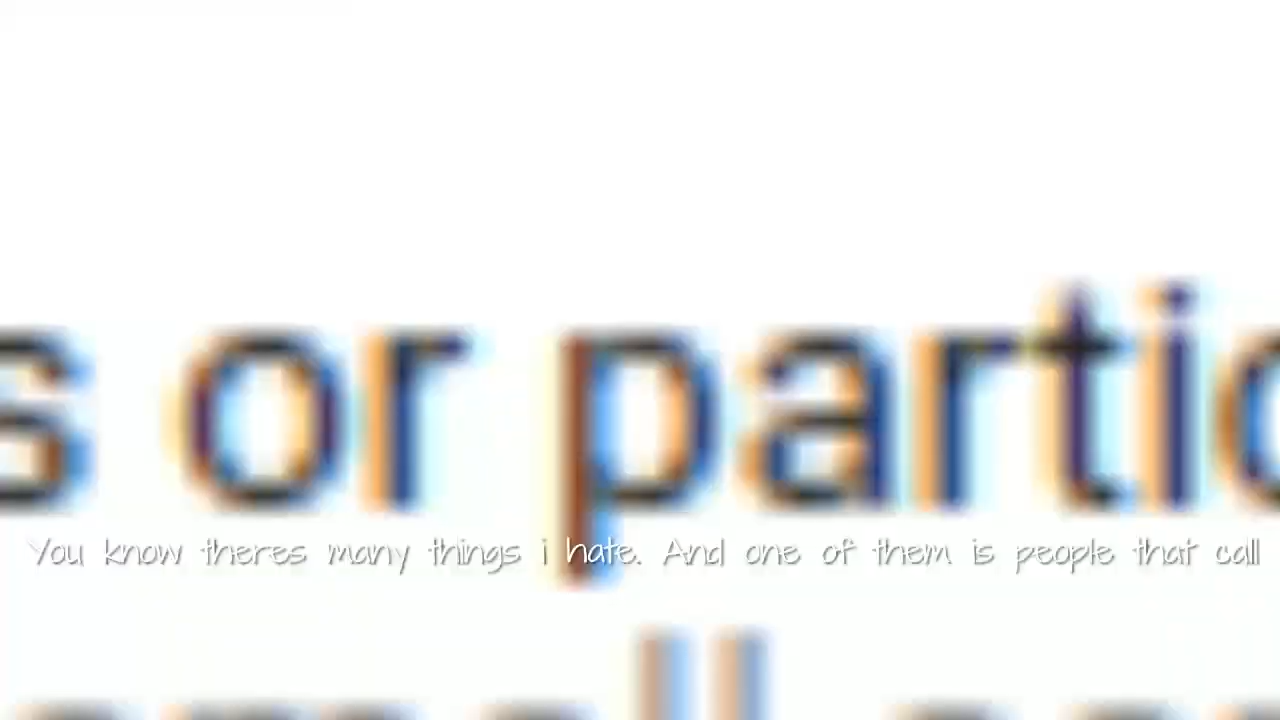 s or partic
You know theres many things i hate. And one of them is people that call